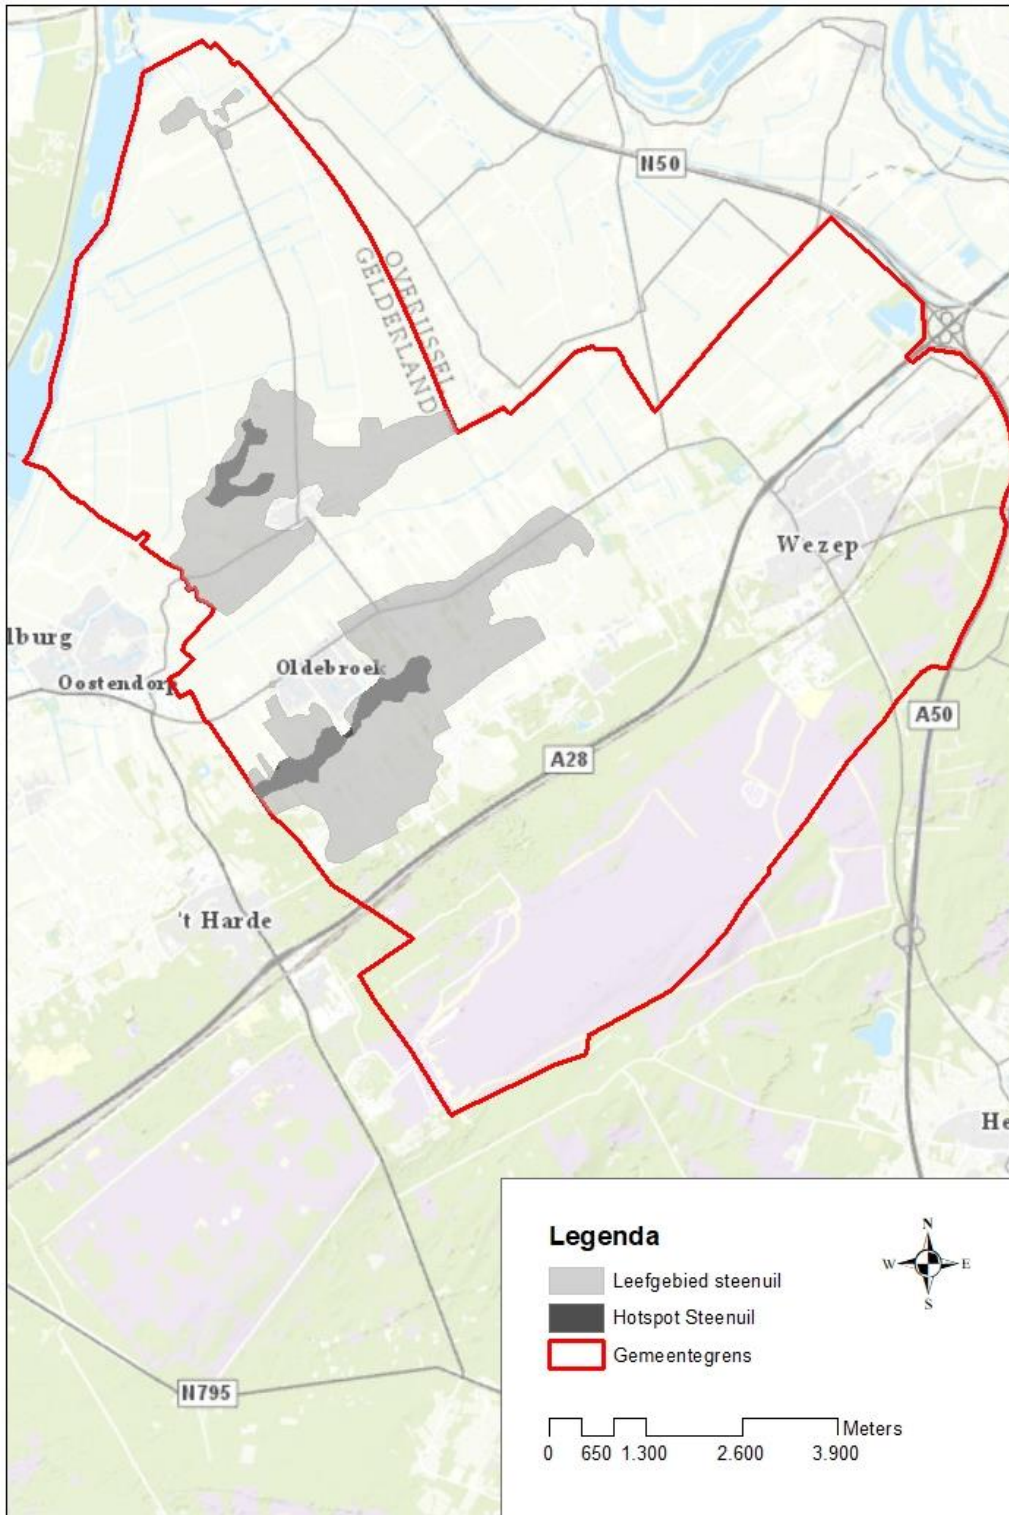 N50
OVERIJSSEL
GELDERLAND
Wezep
lburg
Oldebroek
Oostendorp
A50
A28
't Harde
He
Legenda
N
W
E
S
Leefgebied steenuil
Hotspot Steenuil
Gemeentegrens
Meters
0 650 1.300 2.600 3.900
N795